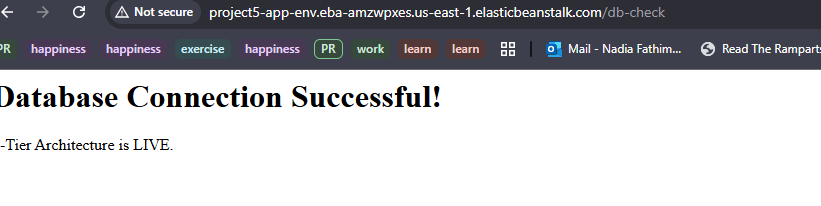 Not secure project5-app-env.eba-amzwpxes.us-east-1.elasticbeanstalk.com/db-check
PR happiness happiness exercise happiness PR work learn learn Mail - Nadia Fathim... Read The Ramparts
Database Connection Successful!
-Tier Architecture is LIVE.